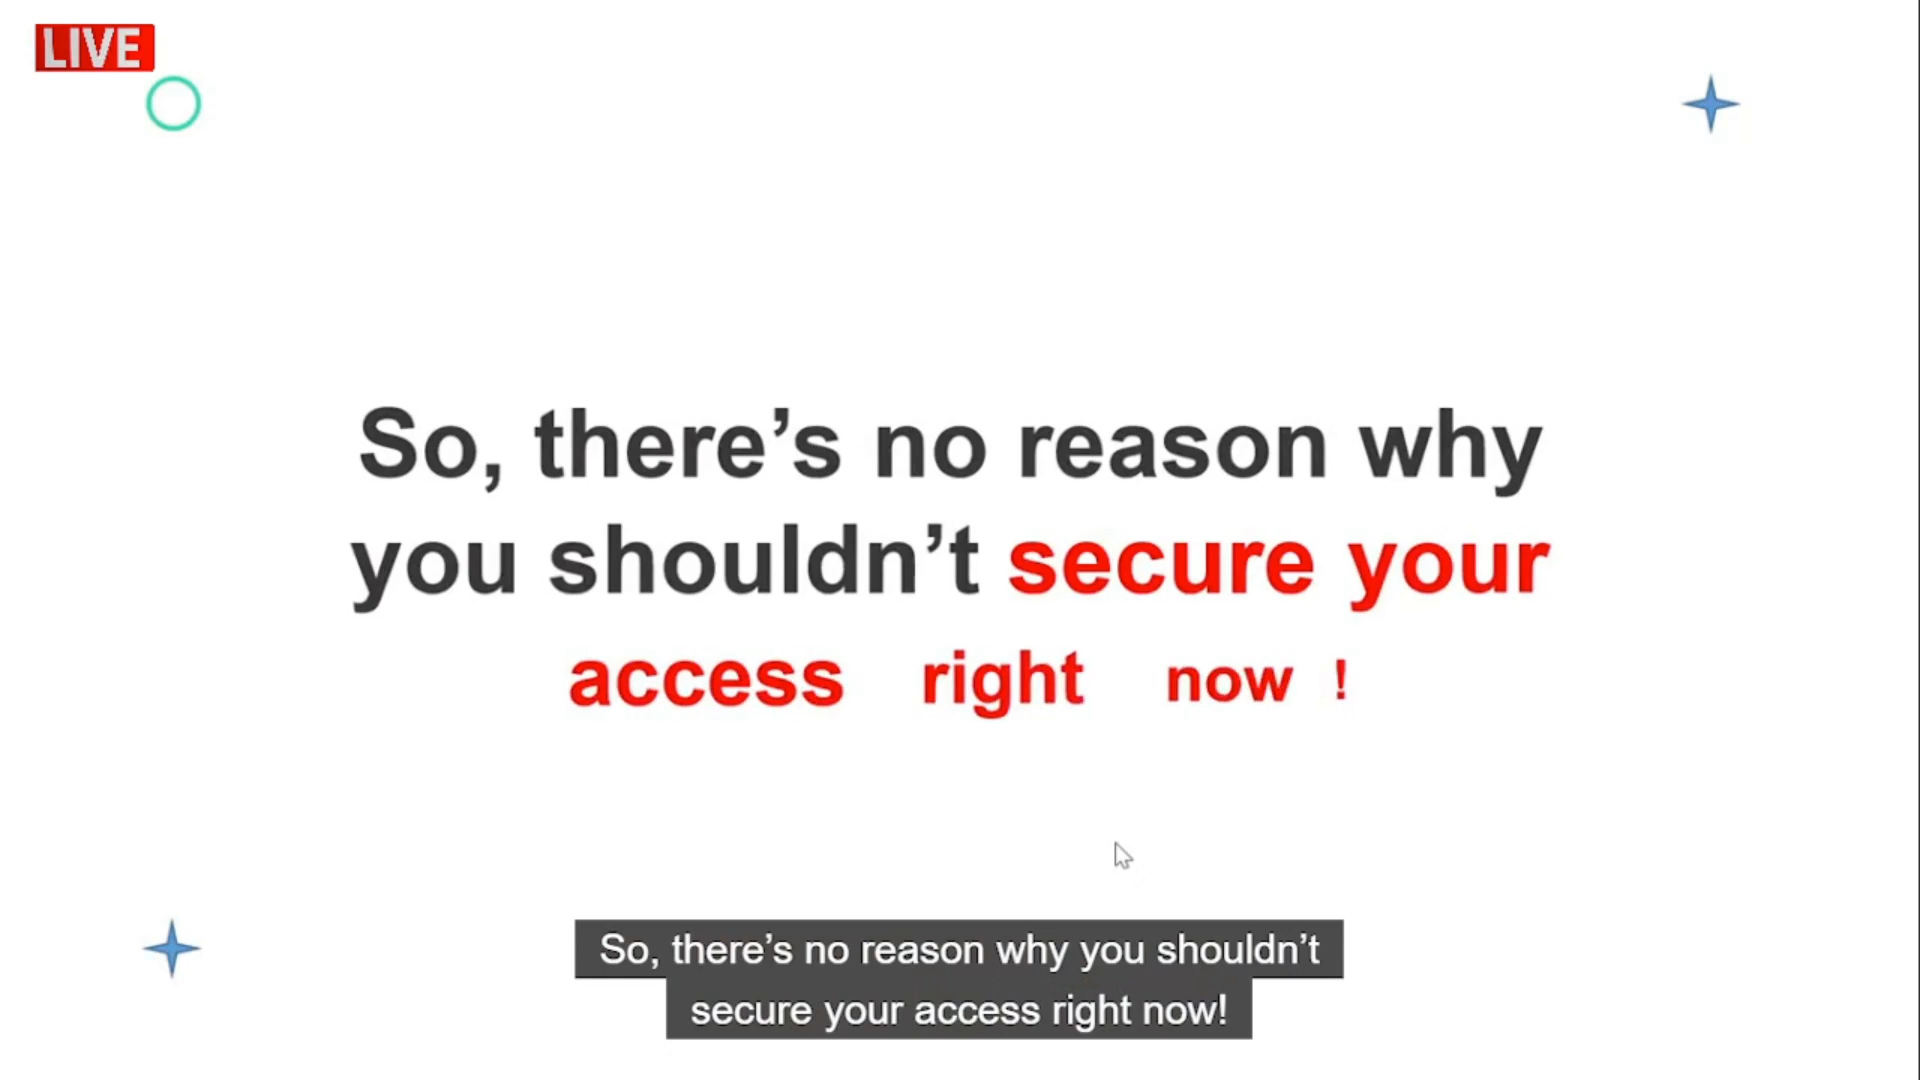 LIVE
So, there’s no reason why
you shouldn’t secure your
access right now !
So, there’s no reason why you shouldn’t
secure your access right now!